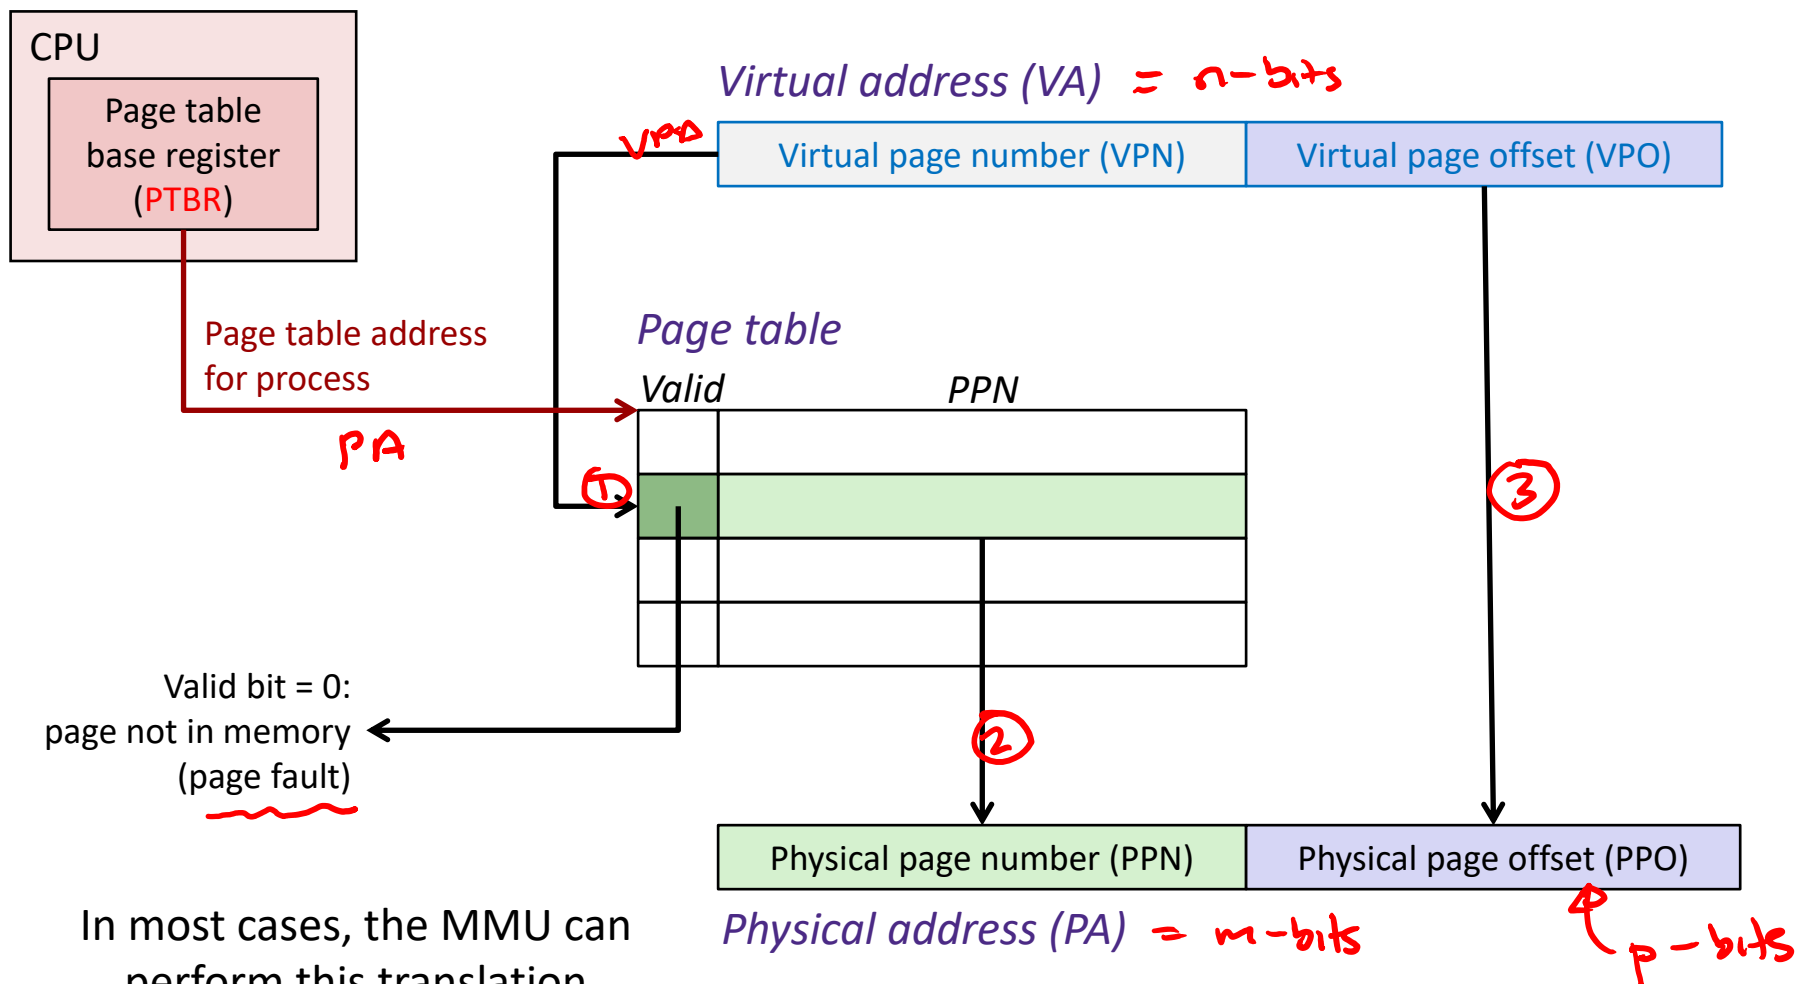 CPU
Page table
base register
(PTBR)
Virtual address (VA) = n-bits
VPN
Virtual page number (VPN)
Virtual page offset (VPO)
Page table address
for process
PA
Page table
Valid
PPN
1
3
Valid bit = 0:
page not in memory
(page fault)
2
Physical page number (PPN)
Physical page offset (PPO)
Physical address (PA) = m-bits
p-bits
In most cases, the MMU can
perform this translation